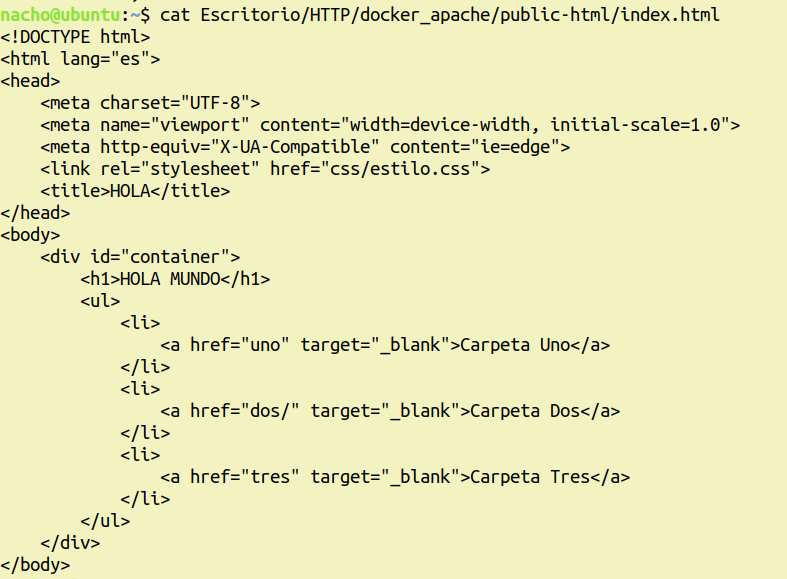 nacho@ubuntu:~$ cat Escritorio/HTTP/docker_apache/public-html/index.html
<!DOCTYPE html>
<html lang="es">
<head>
    <meta charset="UTF-8">
    <meta name="viewport" content="width=device-width, initial-scale=1.0">
    <meta http-equiv="X-UA-Compatible" content="ie=edge">
    <link rel="stylesheet" href="css/estilo.css">
    <title>HOLA</title>
</head>
<body>
    <div id="container">
        <h1>HOLA MUNDO</h1>
        <ul>
            <li>
                <a href="uno" target="_blank">Carpeta Uno</a>
            </li>
            <li>
                <a href="dos/" target="_blank">Carpeta Dos</a>
            </li>
            <li>
                <a href="tres" target="_blank">Carpeta Tres</a>
            </li>
        </ul>
    </div>
</body>